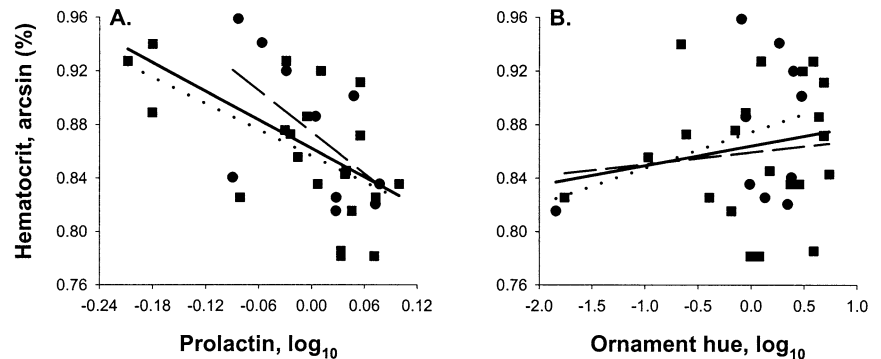 A.
B.
Hematocrit, arcsin (%)
0.96
0.92
0.88
0.84
0.80
0.76
-0.24 -0.18 -0.12 -0.06 0.00 0.06 0.12
Prolactin, log10
0.96
0.92
0.88
0.84
0.80
0.76
-2.0 -1.5 -1.0 -0.5 0.0 0.5 1.0
Ornament hue, log10